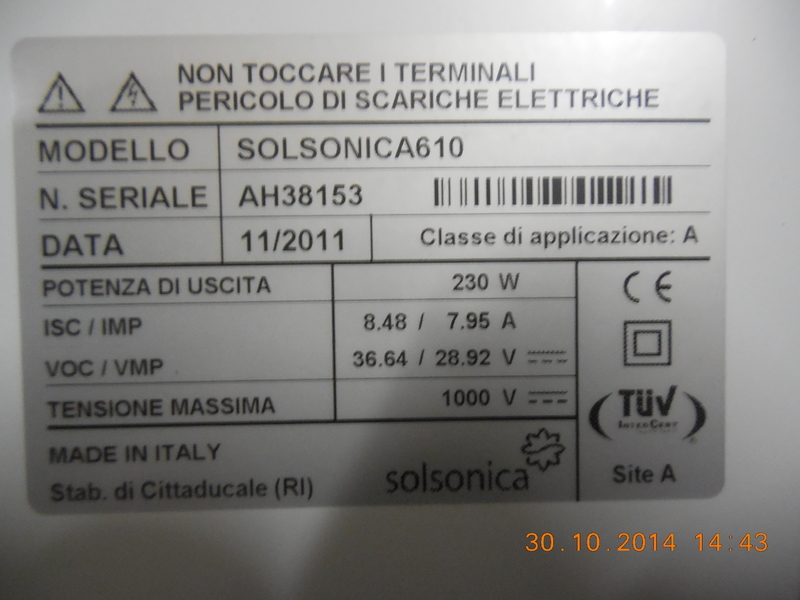 NON TOCCARE I TERMINALI
PERICOLO DI SCARICHE ELETTRICHE
MODELLO SOLSONICA610
N. SERIALE AH38153
DATA 11/2011 Classe di applicazione: A
POTENZA DI USCITA 230 W
ISC / IMP 8.48 / 7.95 A
VOC / VMP 36.64 / 28.92 V
TENSIONE MASSIMA 1000 V
CE
TÜV
INTERCERT
MADE IN ITALY
Stab. di Cittaducale (RI)
solsonica
Site A
30.10.2014 14:43